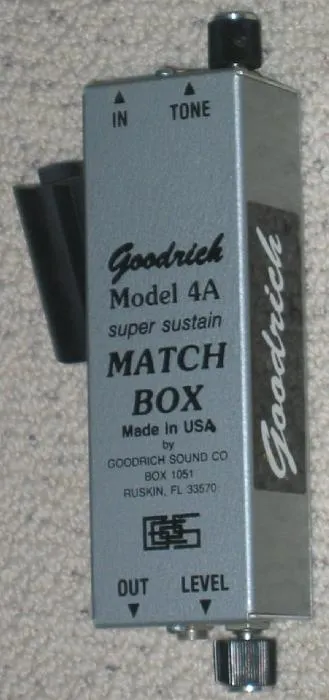 IN TONE
Goodrich
Model 4A
super sustain
MATCH
BOX
Made in USA
by
GOODRICH SOUND CO
BOX 1051
RUSKIN, FL 33570
GSC
OUT LEVEL
Goodrich